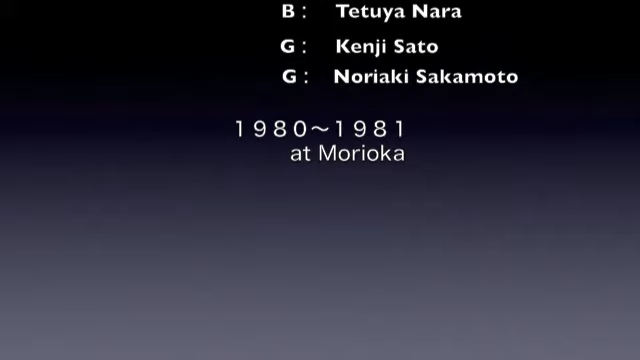 B： Tetuya Nara
G： Kenji Sato
G： Noriaki Sakamoto
１９８０〜１９８１
at Morioka